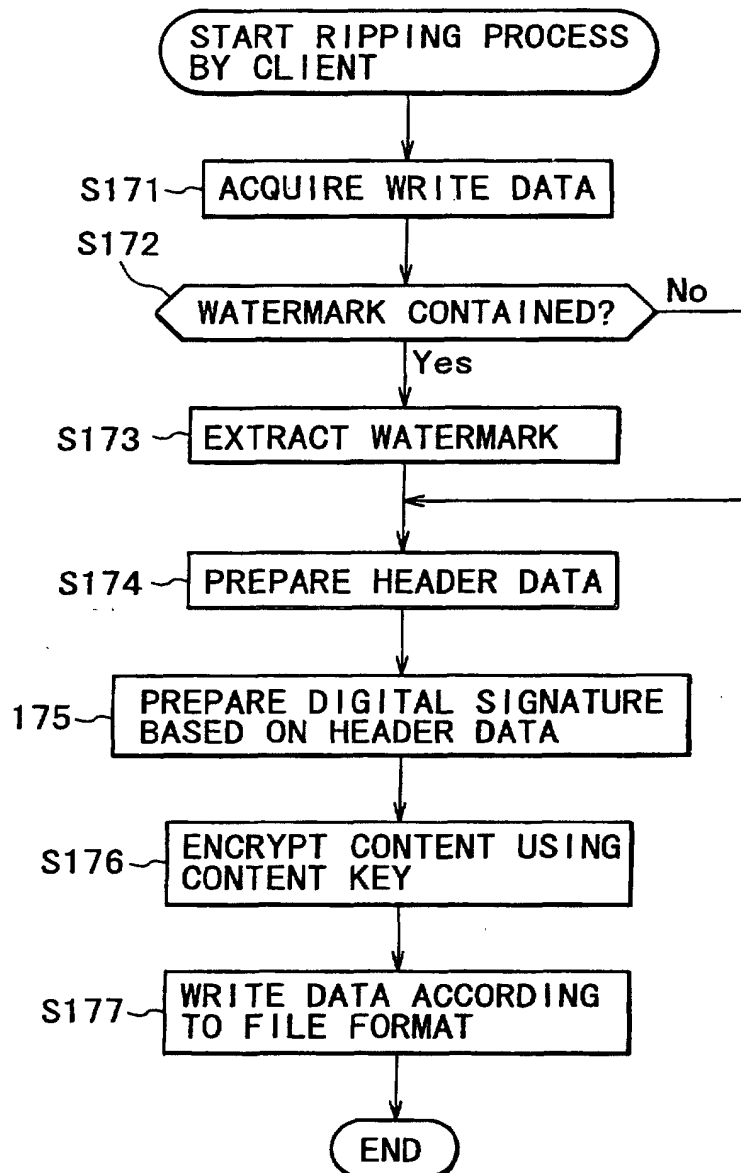 START RIPPING PROCESS
BY CLIENT
S171
ACQUIRE WRITE DATA
S172
WATERMARK CONTAINED?
No
Yes
S173
EXTRACT WATERMARK
S174
PREPARE HEADER DATA
175
PREPARE DIGITAL SIGNATURE
BASED ON HEADER DATA
S176
ENCRYPT CONTENT USING
CONTENT KEY
S177
WRITE DATA ACCORDING
TO FILE FORMAT
END